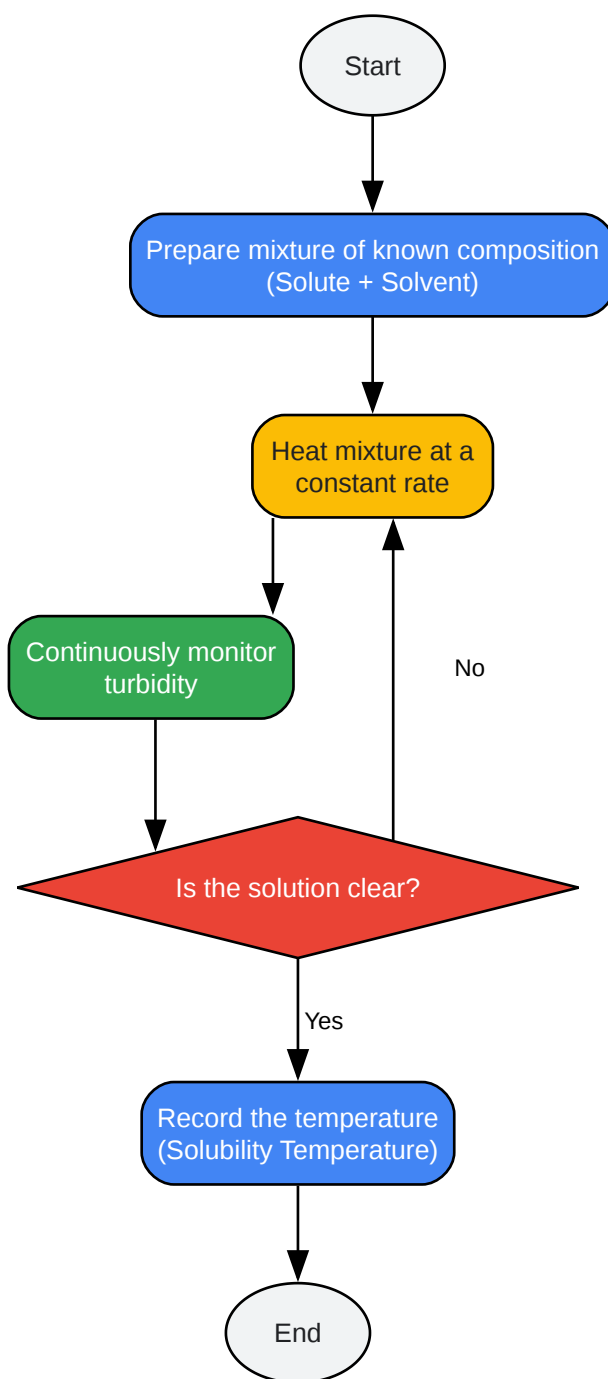 Start
Prepare mixture of known composition
(Solute + Solvent)
Heat mixture at a
constant rate
Continuously monitor
turbidity
No
Is the solution clear?
Yes
Record the temperature
(Solubility Temperature)
End